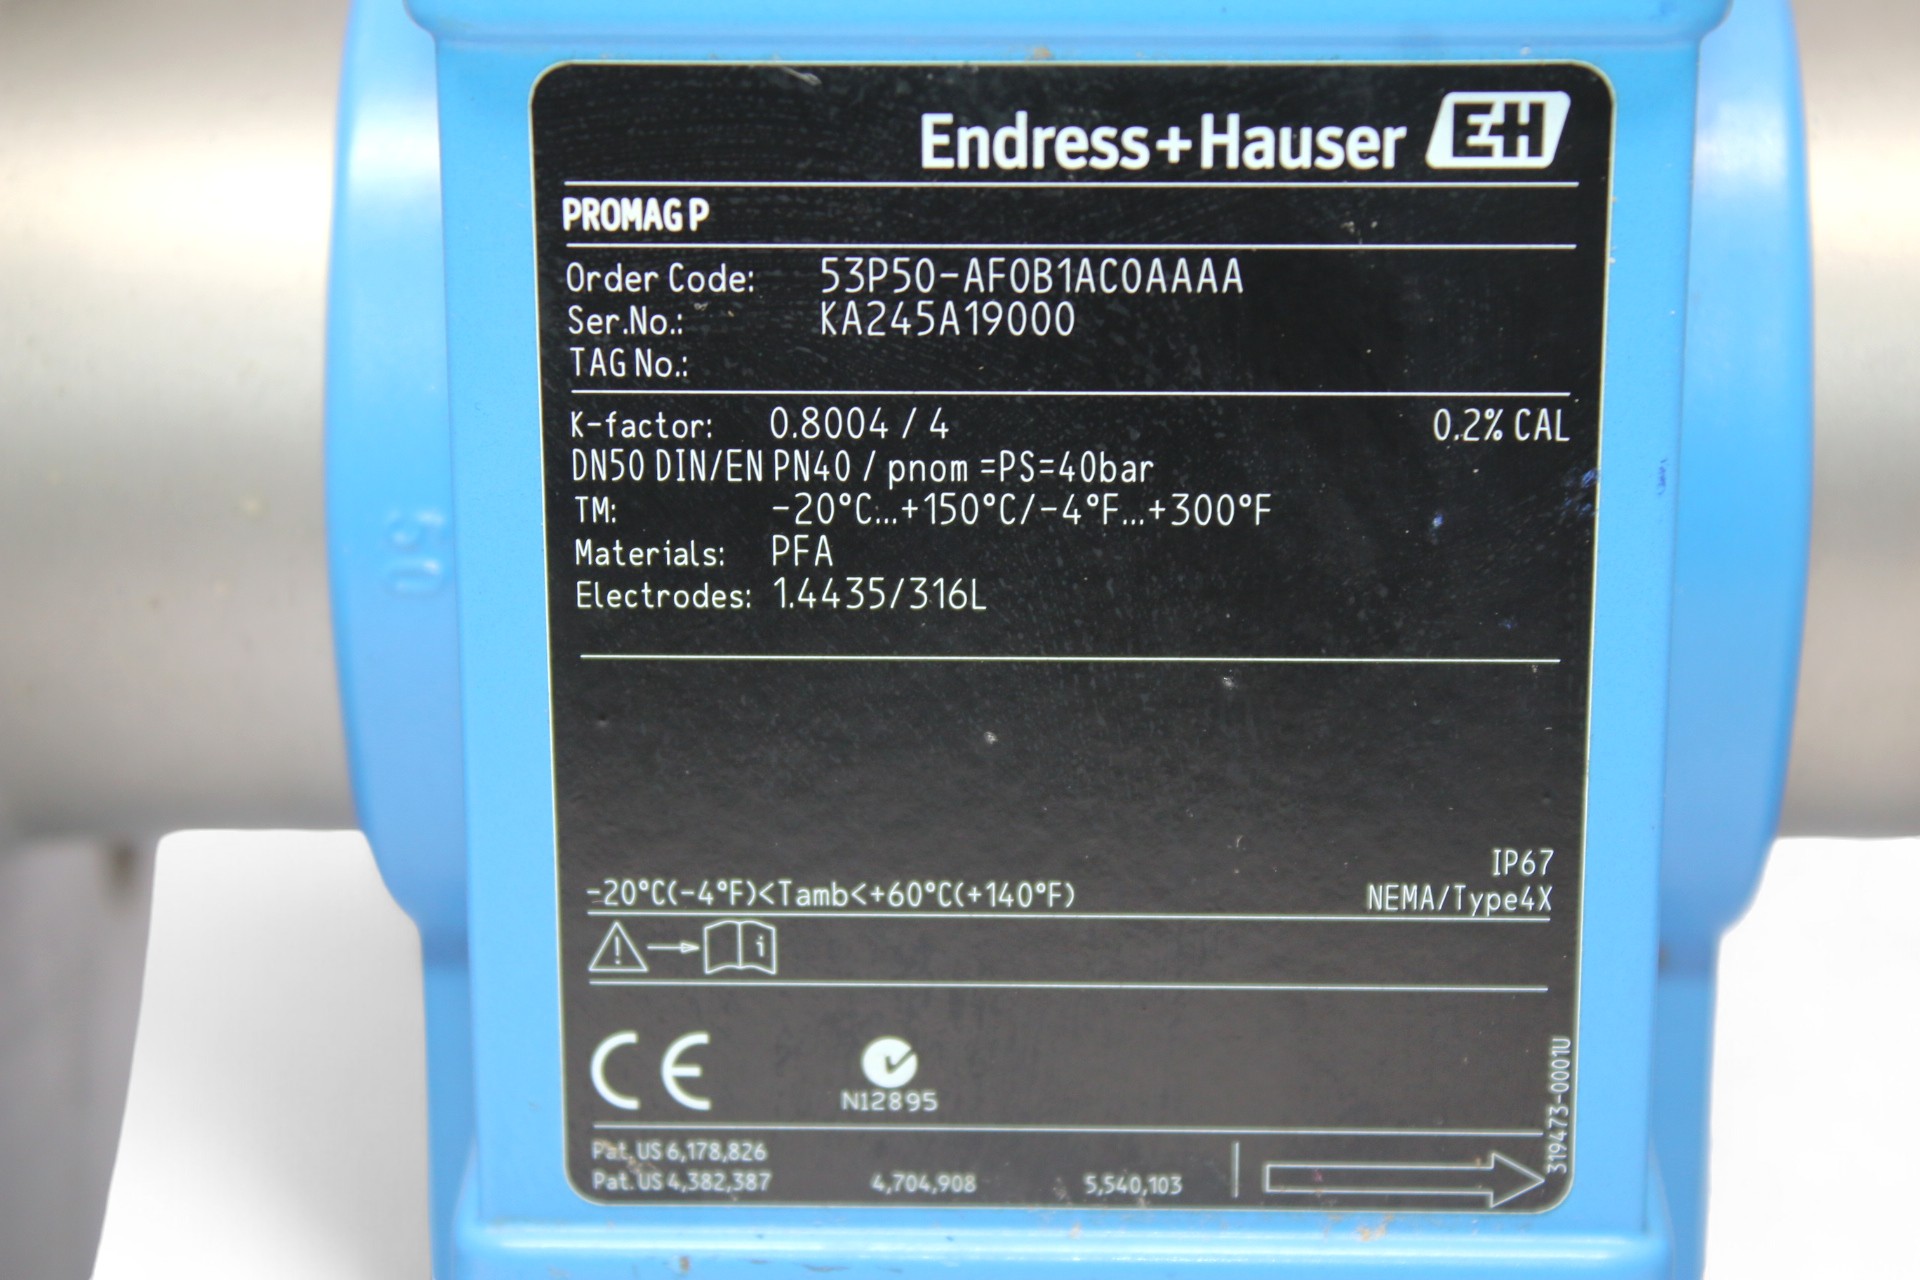 Endress+Hauser EH
PROMAG P
Order Code: 53P50-AF0B1AC0AAAA
Ser.No.: KA245A19000
TAG No.:
K-factor: 0.8004 / 4 0.2% CAL
DN50 DIN/EN PN40 / pnom =PS=40bar
TM: -20°C...+150°C/-4°F...+300°F
Materials: PFA
Electrodes: 1.4435/316L
IP67
-20°C(-4°F)<Tamb<+60°C(+140°F) NEMA/Type4X
i
CE
N12895
319473-0001U
Pat. US 6,178,826
Pat. US 4,382,387 4,704,908 5,540,103
50